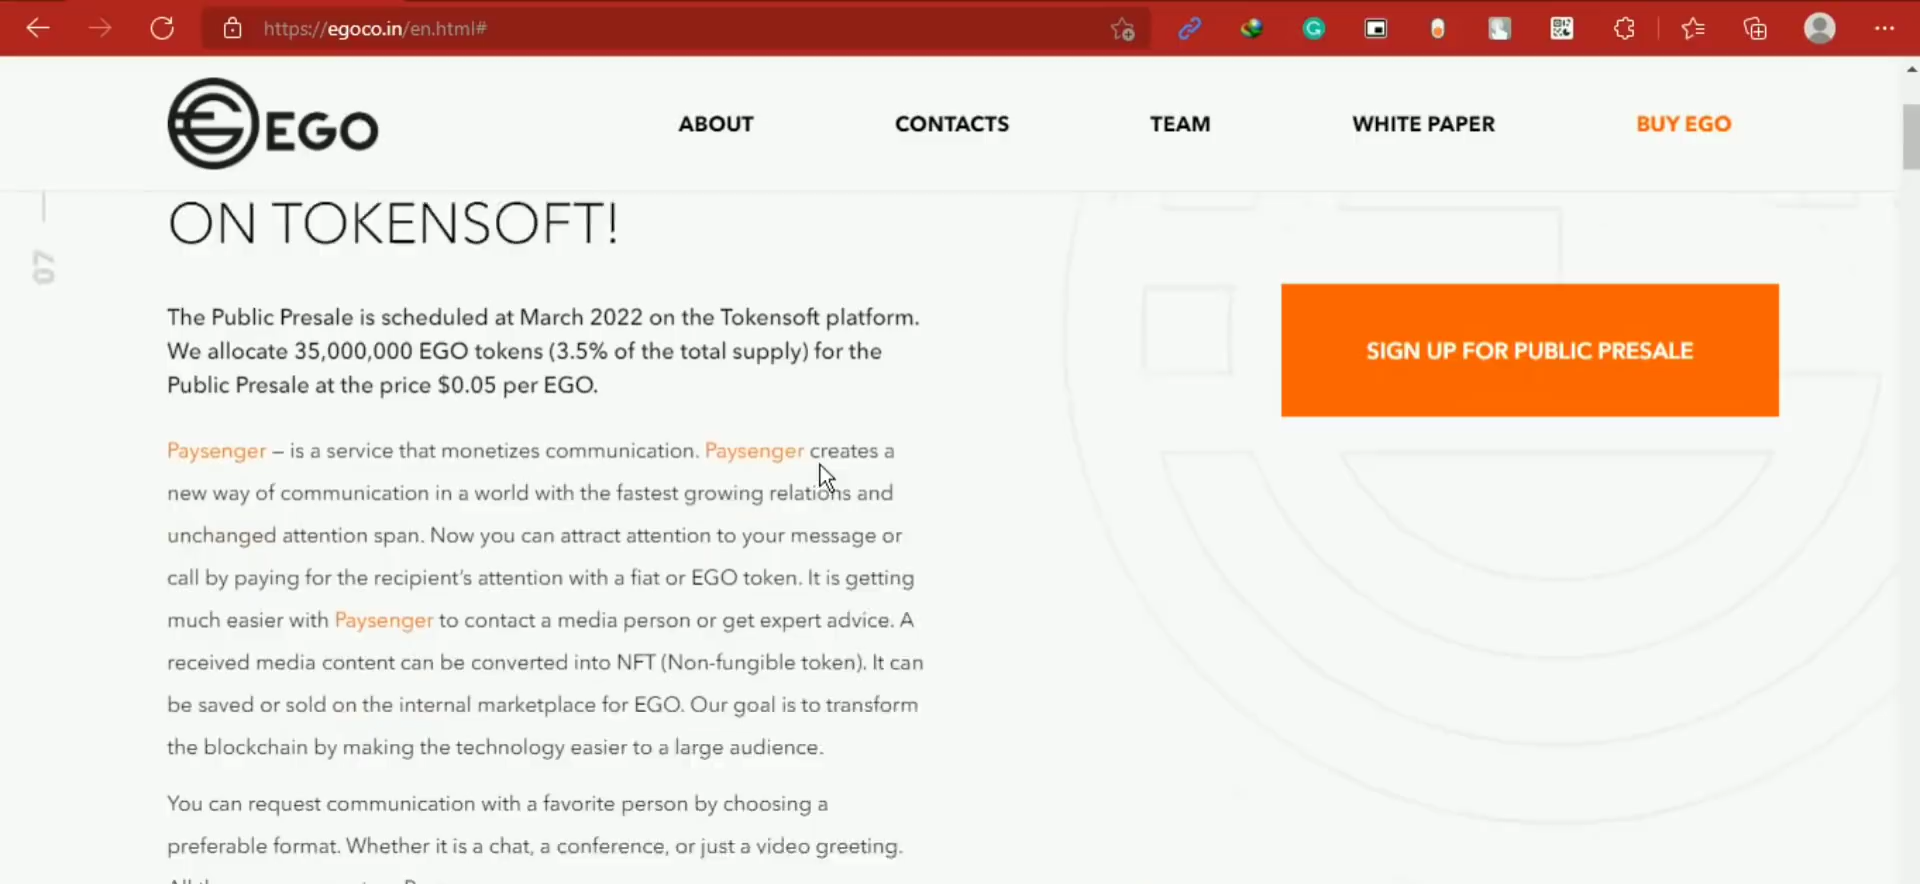 https://egoco.in/en.html#
EGO
ABOUT
CONTACTS
TEAM
WHITE PAPER
BUY EGO
07
ON TOKENSOFT!
The Public Presale is scheduled at March 2022 on the Tokensoft platform.
We allocate 35,000,000 EGO tokens (3.5% of the total supply) for the
Public Presale at the price $0.05 per EGO.
SIGN UP FOR PUBLIC PRESALE
Paysenger – is a service that monetizes communication. Paysenger creates a
new way of communication in a world with the fastest growing relations and
unchanged attention span. Now you can attract attention to your message or
call by paying for the recipient's attention with a fiat or EGO token. It is getting
much easier with Paysenger to contact a media person or get expert advice. A
received media content can be converted into NFT (Non-fungible token). It can
be saved or sold on the internal marketplace for EGO. Our goal is to transform
the blockchain by making the technology easier to a large audience.
You can request communication with a favorite person by choosing a
preferable format. Whether it is a chat, a conference, or just a video greeting.